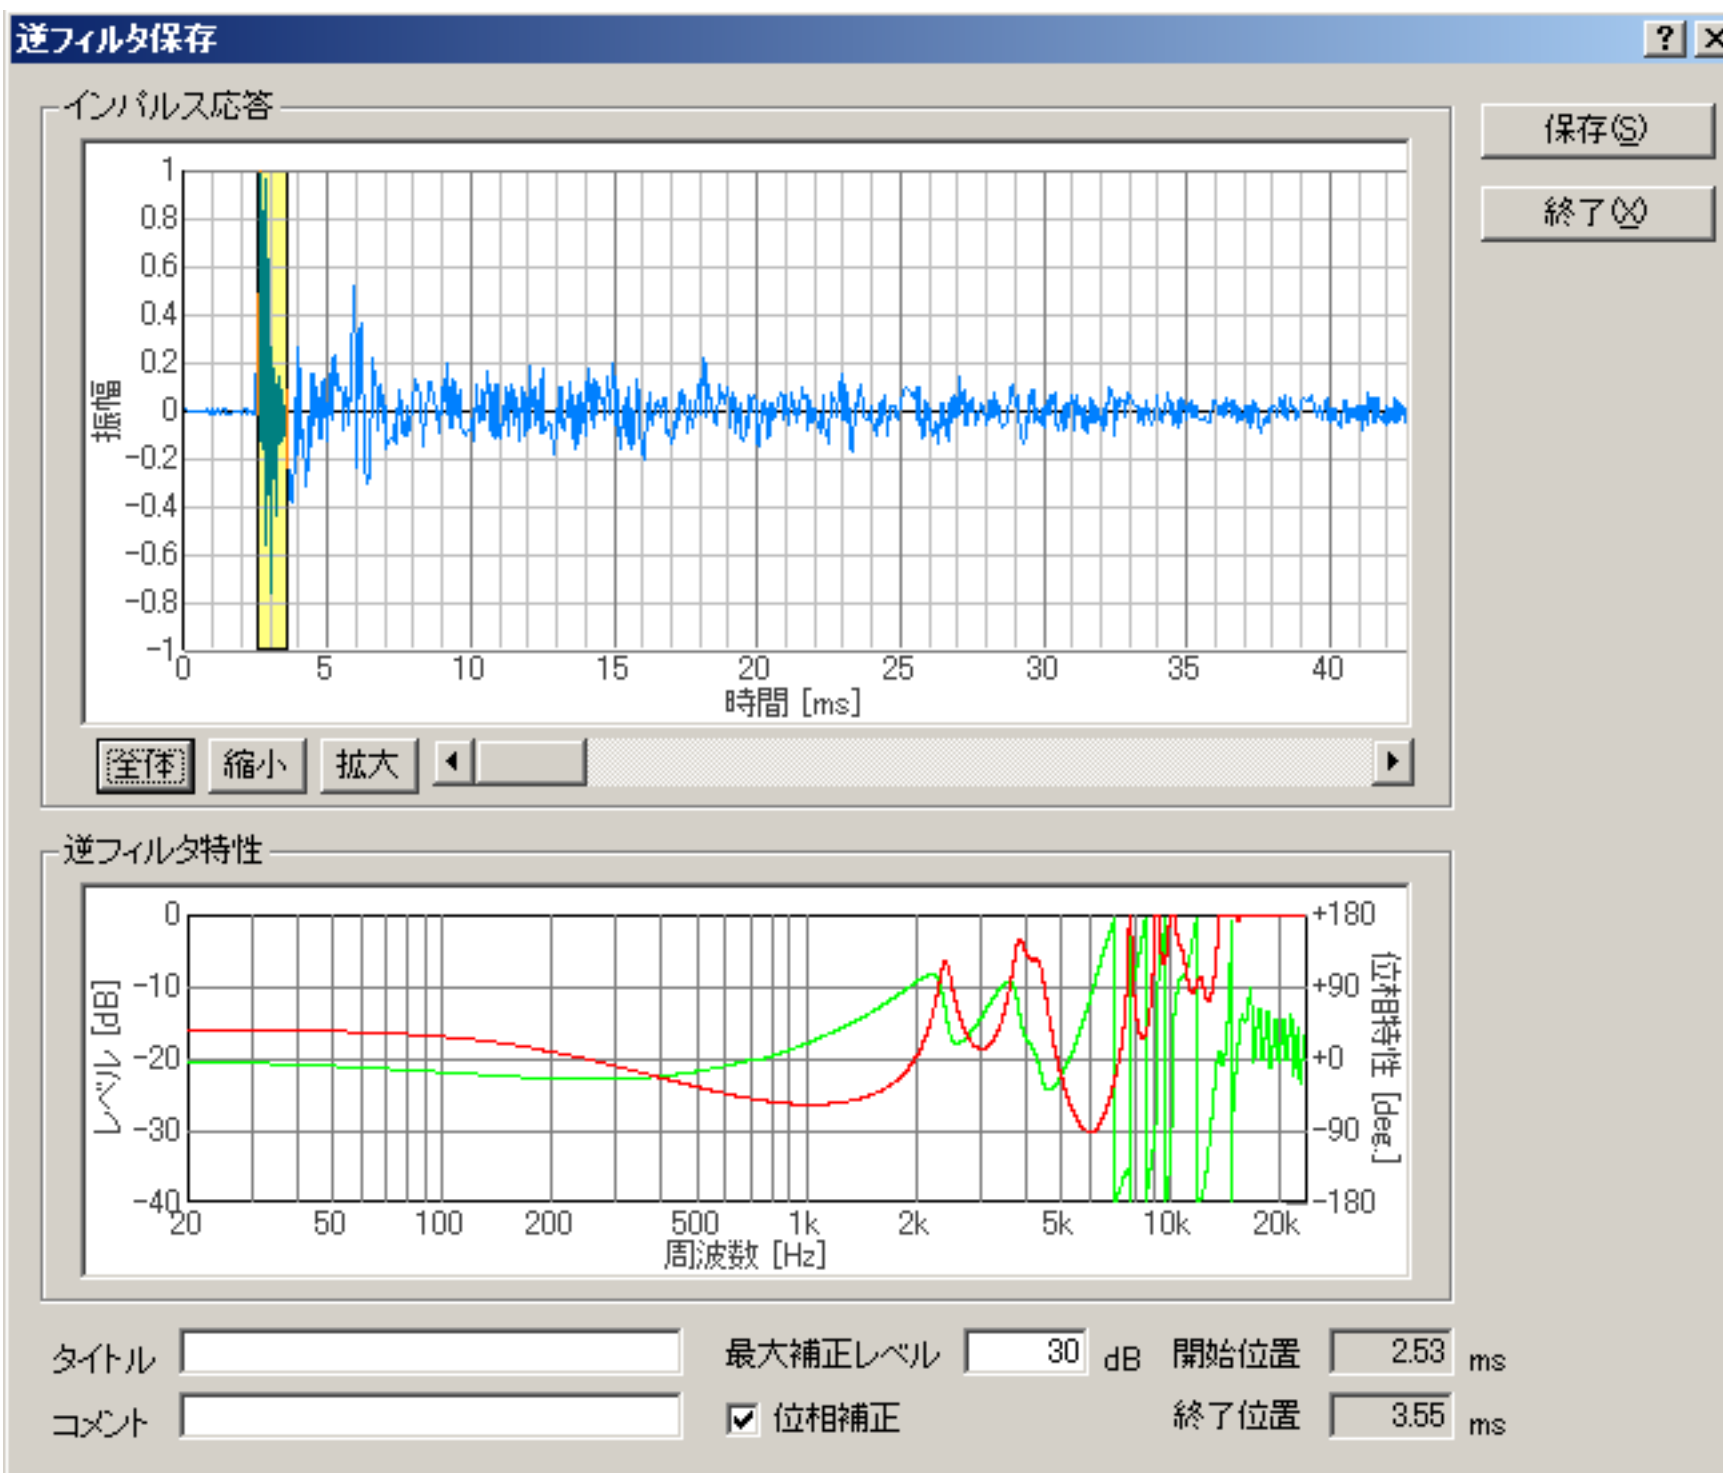 逆フィルタ保存
インパルス応答
保存(S)
終了(X)
1
0.8
0.6
0.4
0.2
0
-0.2
-0.4
-0.6
-0.8
-1
振幅
0 5 10 15 20 25 30 35 40
時間 [ms]
全体 縮小 拡大
逆フィルタ特性
0
-10
-20
-30
-40
レベル [dB]
+180
+90
+0
-90
-180
位相特性 [deg.]
20 50 100 200 500 1k 2k 5k 10k 20k
周波数 [Hz]
タイトル 最大補正レベル 30 dB 開始位置 2.53 ms
コメント 位相補正 終了位置 3.55 ms